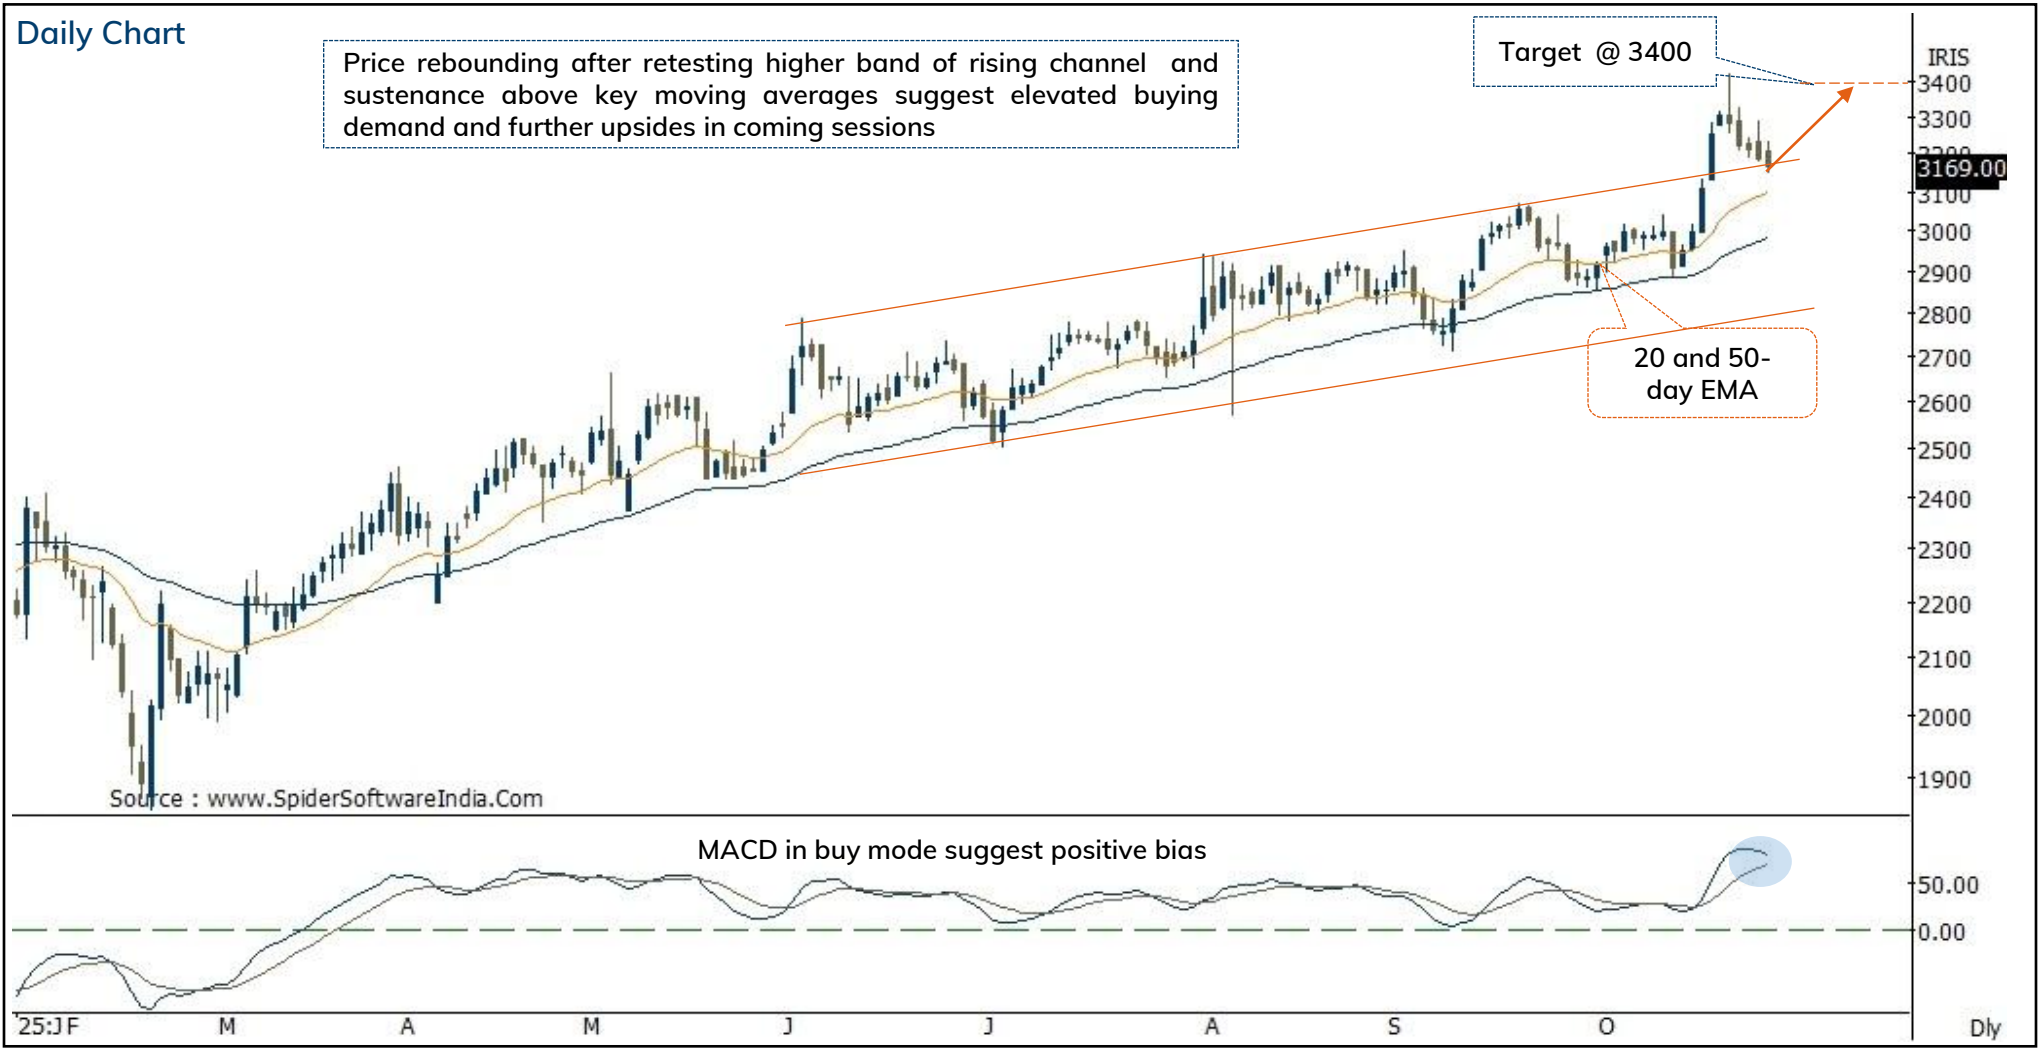 Daily Chart
Price rebounding after retesting higher band of rising channel and
sustenance above key moving averages suggest elevated buying
demand and further upsides in coming sessions
Target @ 3400
IRIS
3400
3300
3200
3169.00
3100
3000
2900
2800
2700
2600
2500
2400
2300
2200
2100
2000
1900
20 and 50-
day EMA
Source : www.SpiderSoftwareIndia.Com
MACD in buy mode suggest positive bias
50.00
0.00
25:JF M A M J J A S O Dly